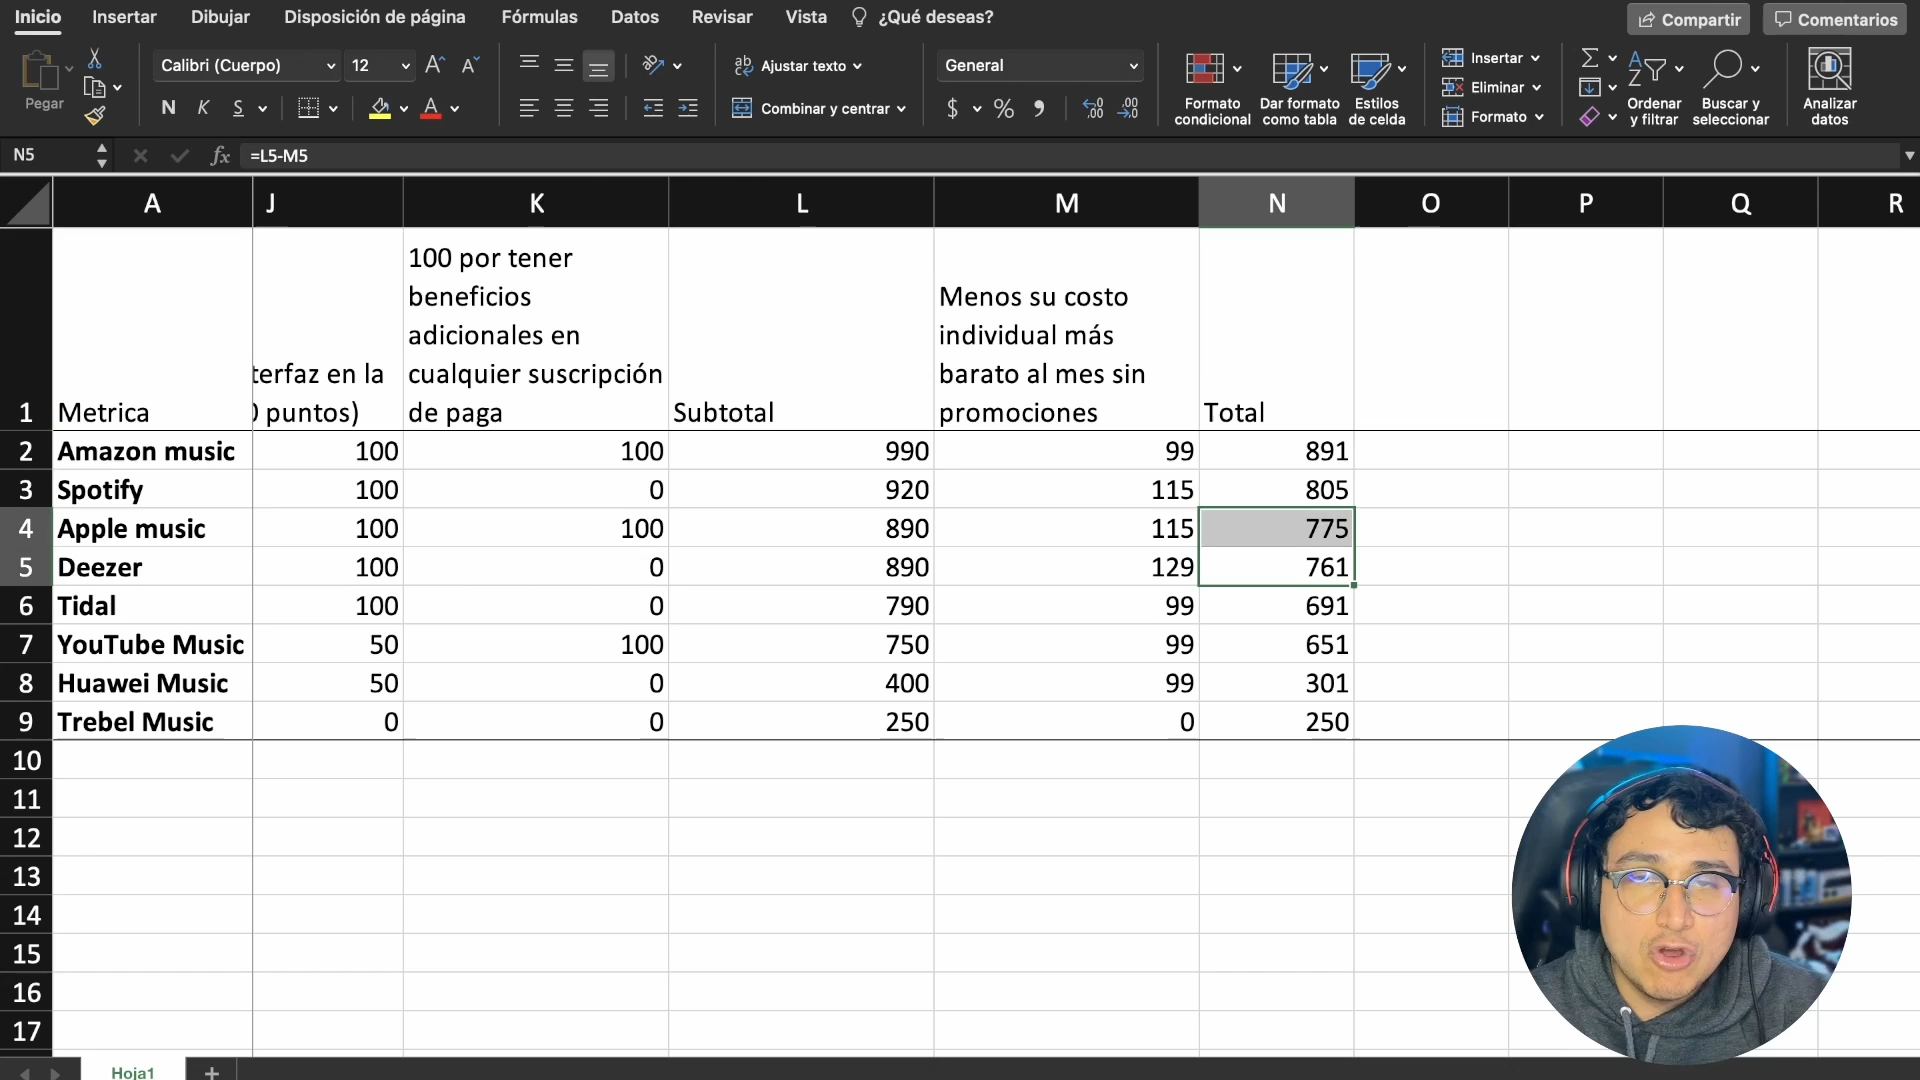 Inicio Insertar Dibujar Disposición de página Fórmulas Datos Revisar Vista ¿Qué deseas? Compartir Comentarios
Pegar
Calibri (Cuerpo) 12 A A
N K S A
Ajustar texto
Combinar y centrar
General
$ % ,00 ,00
Formato condicional
Dar formato como tabla
Estilos de celda
Insertar
Eliminar
Formato
Ordenar y filtrar
Buscar y seleccionar
Analizar datos
N5 fx =L5-M5
A J K L M N O P Q R
1 Metrica terfaz en la puntos) 100 por tener beneficios adicionales en cualquier suscripción de paga Subtotal Menos su costo individual más barato al mes sin promociones Total
2 Amazon music 100 100 990 99 891
3 Spotify 100 0 920 115 805
4 Apple music 100 100 890 115 775
5 Deezer 100 0 890 129 761
6 Tidal 100 0 790 99 691
7 YouTube Music 50 100 750 99 651
8 Huawei Music 50 0 400 99 301
9 Trebel Music 0 0 250 0 250
10
11
12
13
14
15
16
17
Hoja1 +